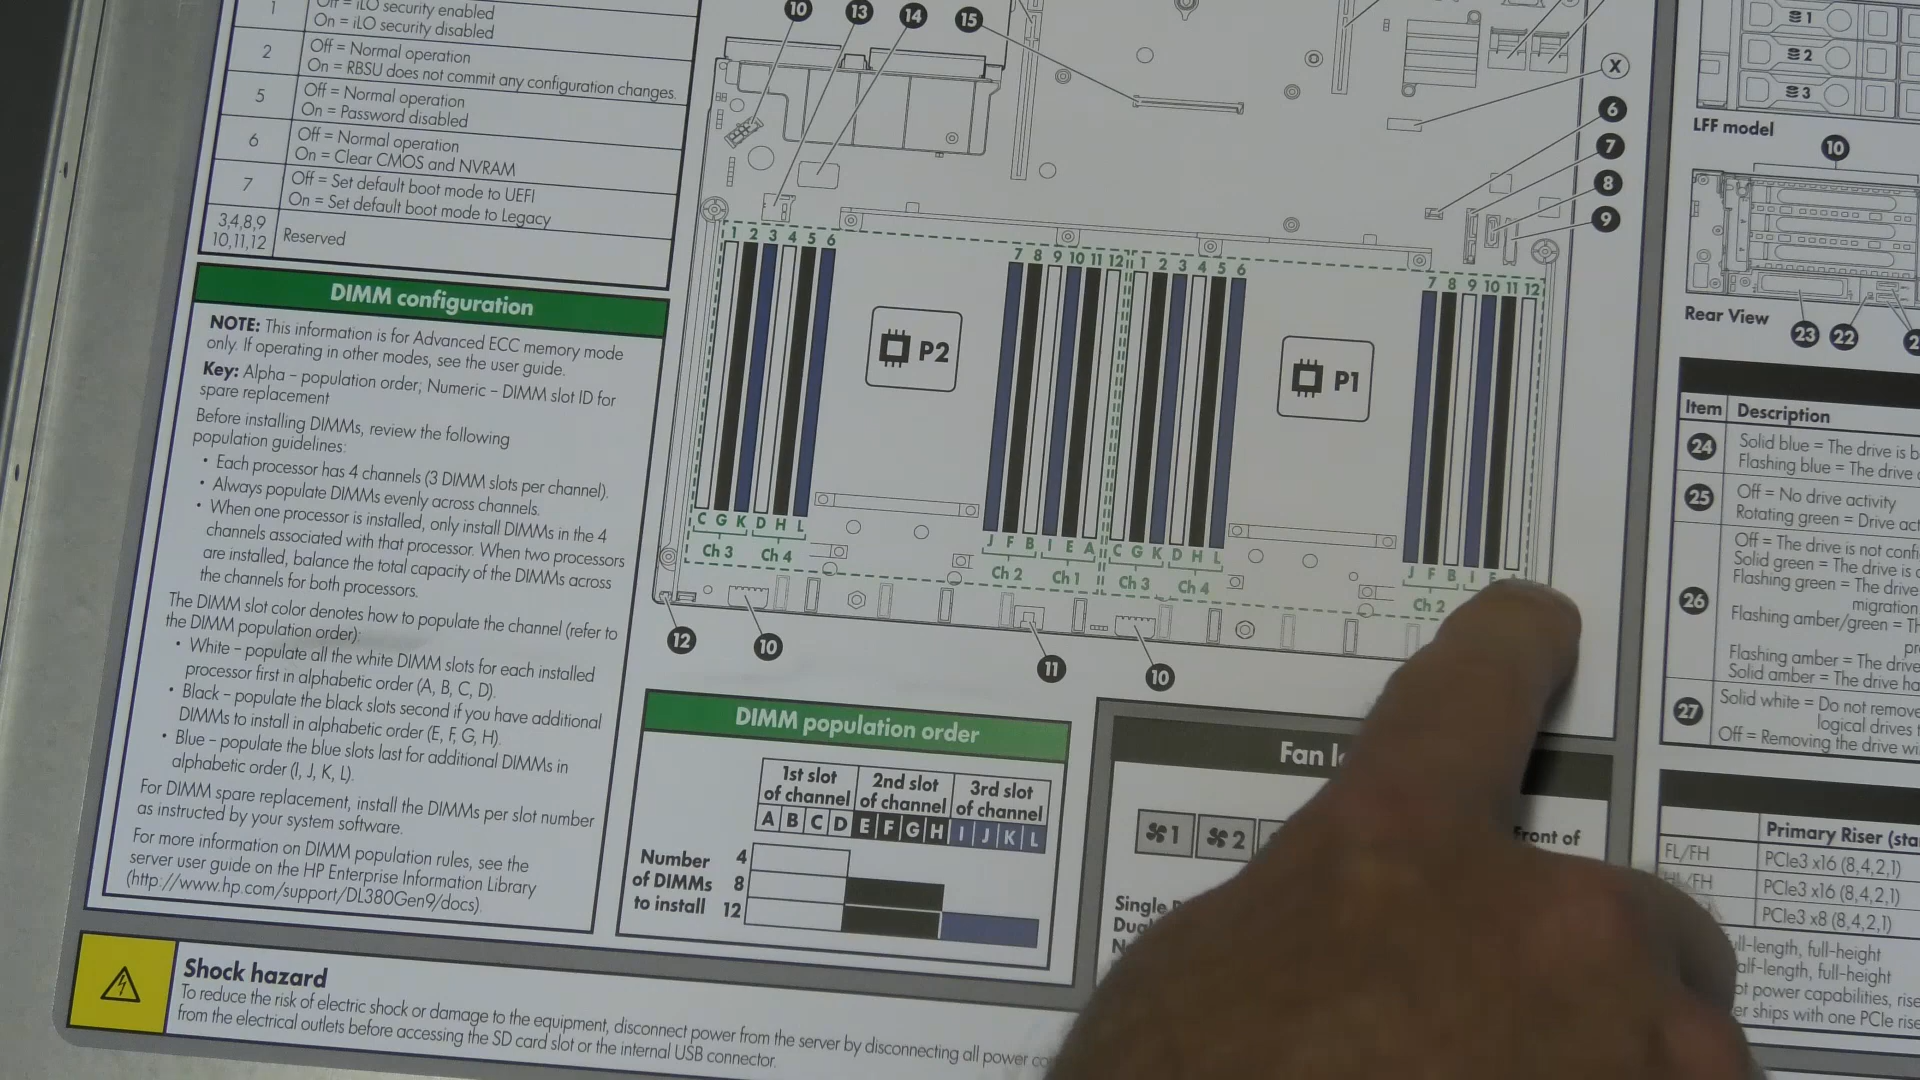 1
Off = iLO security enabled
On = iLO security disabled
2
Off = Normal operation
On = RBSU does not commit any configuration changes.
5
Off = Normal operation
On = Password disabled
6
Off = Normal operation
On = Clear CMOS and NVRAM
7
Off = Set default boot mode to UEFI
On = Set default boot mode to Legacy
3,4,8,9
10,11,12
Reserved
DIMM configuration
NOTE: This information is for Advanced ECC memory mode
only. If operating in other modes, see the user guide.
Key: Alpha – population order; Numeric – DIMM slot ID for
spare replacement
Before installing DIMMs, review the following
population guidelines:
• Each processor has 4 channels (3 DIMM slots per channel).
• Always populate DIMMs evenly across channels.
• When one processor is installed, only install DIMMs in the 4
channels associated with that processor. When two processors
are installed, balance the total capacity of the DIMMs across
the channels for both processors.
The DIMM slot color denotes how to populate the channel (refer to
the DIMM population order):
• White – populate all the white DIMM slots for each installed
processor first in alphabetic order (A, B, C, D).
• Black – populate the black slots second if you have additional
DIMMs to install in alphabetic order (E, F, G, H).
• Blue – populate the blue slots last for additional DIMMs in
alphabetic order (I, J, K, L).
For DIMM spare replacement, install the DIMMs per slot number
as instructed by your system software.
For more information on DIMM population rules, see the
server user guide on the HP Enterprise Information Library
(http://www.hp.com/support/DL380Gen9/docs).
Shock hazard
To reduce the risk of electric shock or damage to the equipment, disconnect power from the server by disconnecting all power
from the electrical outlets before accessing the SD card slot or the internal USB connector.
10 13 14 15
X
6
7
8
9
1 2 3 4 5 6
7 8 9 10 11 12
1 2 3 4 5 6
7 8 9 10 11 12
P2
P1
C G K D H L
J F B I E A
C G K D H L
J F B I
Ch 3 Ch 4
Ch 2 Ch 1
Ch 3 Ch 4
Ch 2
12 10 11 10
DIMM population order
1st slot
of channel
2nd slot
of channel
3rd slot
of channel
A B C D E F G H I J K L
Number
of DIMMs
to install
4
8
12
Fan
1 2
Front of
Single
1
2
3
LFF model
10
Rear View
23 22
Item Description
24
Solid blue = The drive is
Flashing blue = The drive
25
Off = No drive activity
Rotating green = Drive
26
Off = The drive is not
Solid green = The drive is
Flashing green = The drive
migration
Flashing amber/green =
Flashing amber = The drive
Solid amber = The drive
27
Solid white = Do not remove
logical drives
Off = Removing the drive
Primary Riser
FL/FH
PCIe3 x16 (8,4,2,1)
PCIe3 x16 (8,4,2,1)
PCIe3 x8 (8,4,2,1)
full-height
full-height
power capabilities,
ships with one PCIe